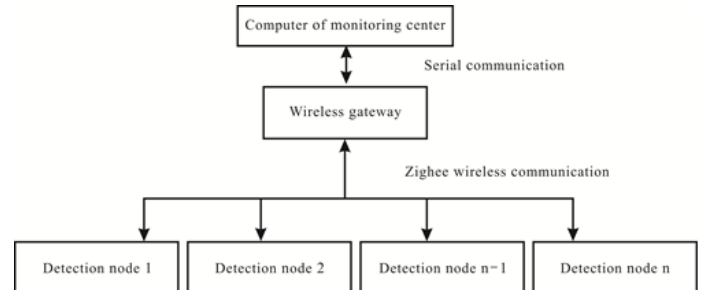 Computer of monitoring center
Serial communication
Wireless gateway
Zighee wireless communication
Detection node 1
Detection node 2
Detection node n-1
Detection node n